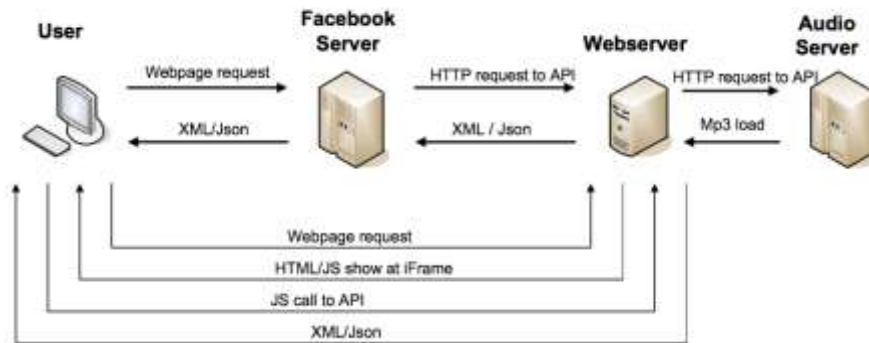 User
Facebook
Server
Webserver
Audio
Server
Webpage request
HTTP request to API
HTTP request to API
XML/Json
XML / Json
Mp3 load
Webpage request
HTML/JS show at iFrame
JS call to API
XML/Json